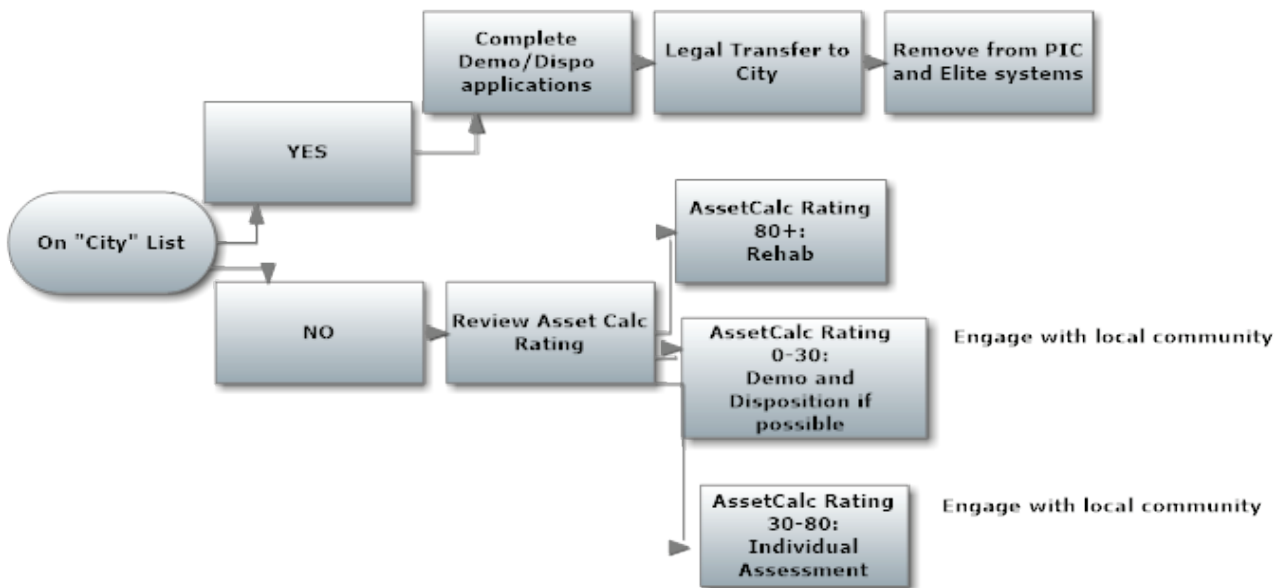 Complete
Demo/Dispo
applications
Legal Transfer to
City
Remove from PIC
and Elite systems
YES
On "City" List
NO
Review Asset Calc
Rating
AssetCalc Rating
80+:
Rehab
AssetCalc Rating
0-30:
Demo and
Disposition if
possible
Engage with local community
AssetCalc Rating
30-80:
Individual
Assessment
Engage with local community